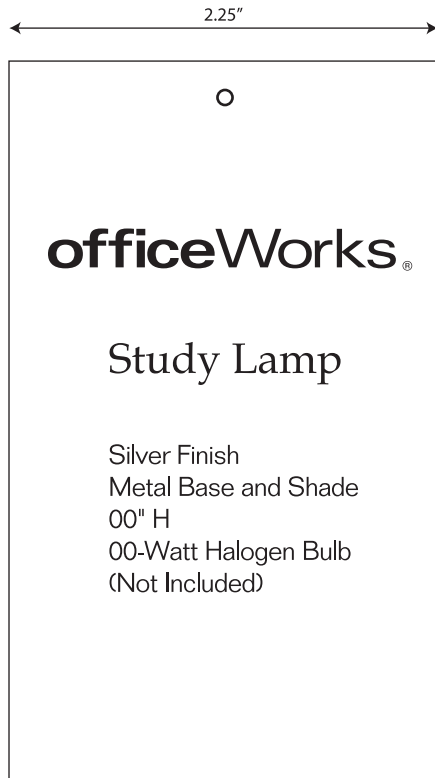 2.25"
officeWorks®
Study Lamp
Silver Finish
Metal Base and Shade
00" H
00-Watt Halogen Bulb
(Not Included)